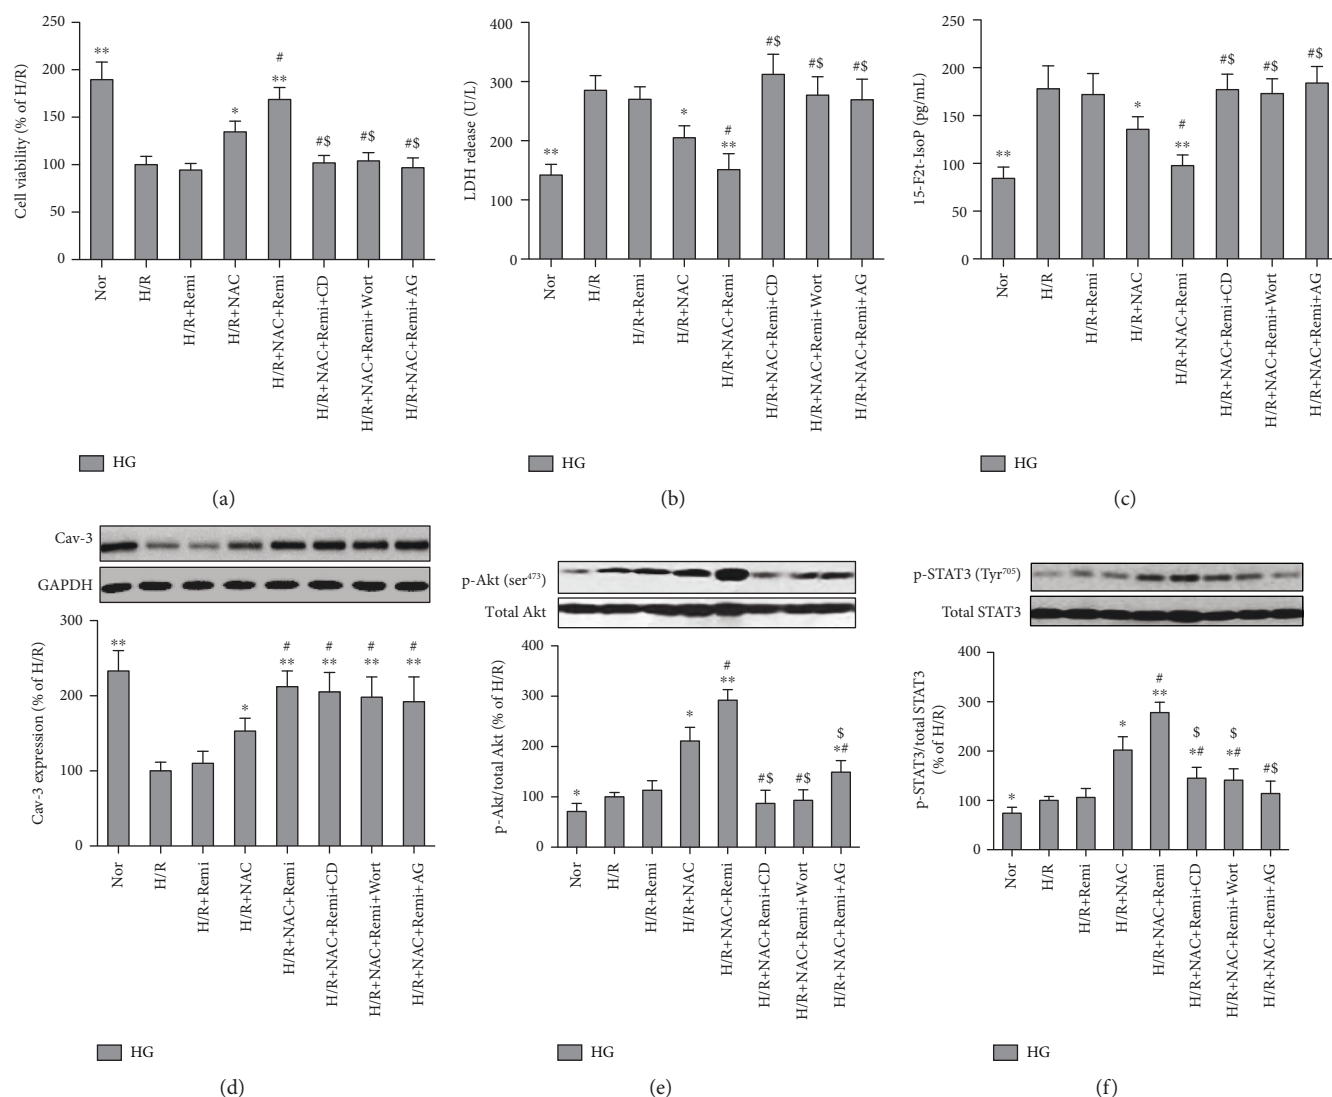 Cell viability (% of H/R)
250
200
150
100
50
0
**
*
#
**
#$
#$
#$
Nor
H/R
H/R+Remi
H/R+NAC
H/R+NAC+Remi
H/R+NAC+Remi+CD
H/R+NAC+Remi+Wort
H/R+NAC+Remi+AG
HG
(a)
LDH release (U/L)
400
300
200
100
0
**
*
#
**
#$
#$
#$
Nor
H/R
H/R+Remi
H/R+NAC
H/R+NAC+Remi
H/R+NAC+Remi+CD
H/R+NAC+Remi+Wort
H/R+NAC+Remi+AG
HG
(b)
15-F2t-IsoP (pg/mL)
250
200
150
100
50
0
**
*
#
**
#$
#$
#$
Nor
H/R
H/R+Remi
H/R+NAC
H/R+NAC+Remi
H/R+NAC+Remi+CD
H/R+NAC+Remi+Wort
H/R+NAC+Remi+AG
HG
(c)
Cav-3
GAPDH
Cav-3 expression (% of H/R)
300
200
100
0
**
*
#
**
#
**
#
**
#
**
Nor
H/R
H/R+Remi
H/R+NAC
H/R+NAC+Remi
H/R+NAC+Remi+CD
H/R+NAC+Remi+Wort
H/R+NAC+Remi+AG
HG
(d)
p-Akt (ser473)
Total Akt
p-Akt/total Akt (% of H/R)
400
300
200
100
0
*
*
#
**
#$
#$
$
*#
Nor
H/R
H/R+Remi
H/R+NAC
H/R+NAC+Remi
H/R+NAC+Remi+CD
H/R+NAC+Remi+Wort
H/R+NAC+Remi+AG
HG
(e)
p-STAT3 (Tyr705)
Total STAT3
p-STAT3/total STAT3
(% of H/R)
400
300
200
100
0
*
*
#
**
$
*#
$
*#
#$
Nor
H/R
H/R+Remi
H/R+NAC
H/R+NAC+Remi
H/R+NAC+Remi+CD
H/R+NAC+Remi+Wort
H/R+NAC+Remi+AG
HG
(f)